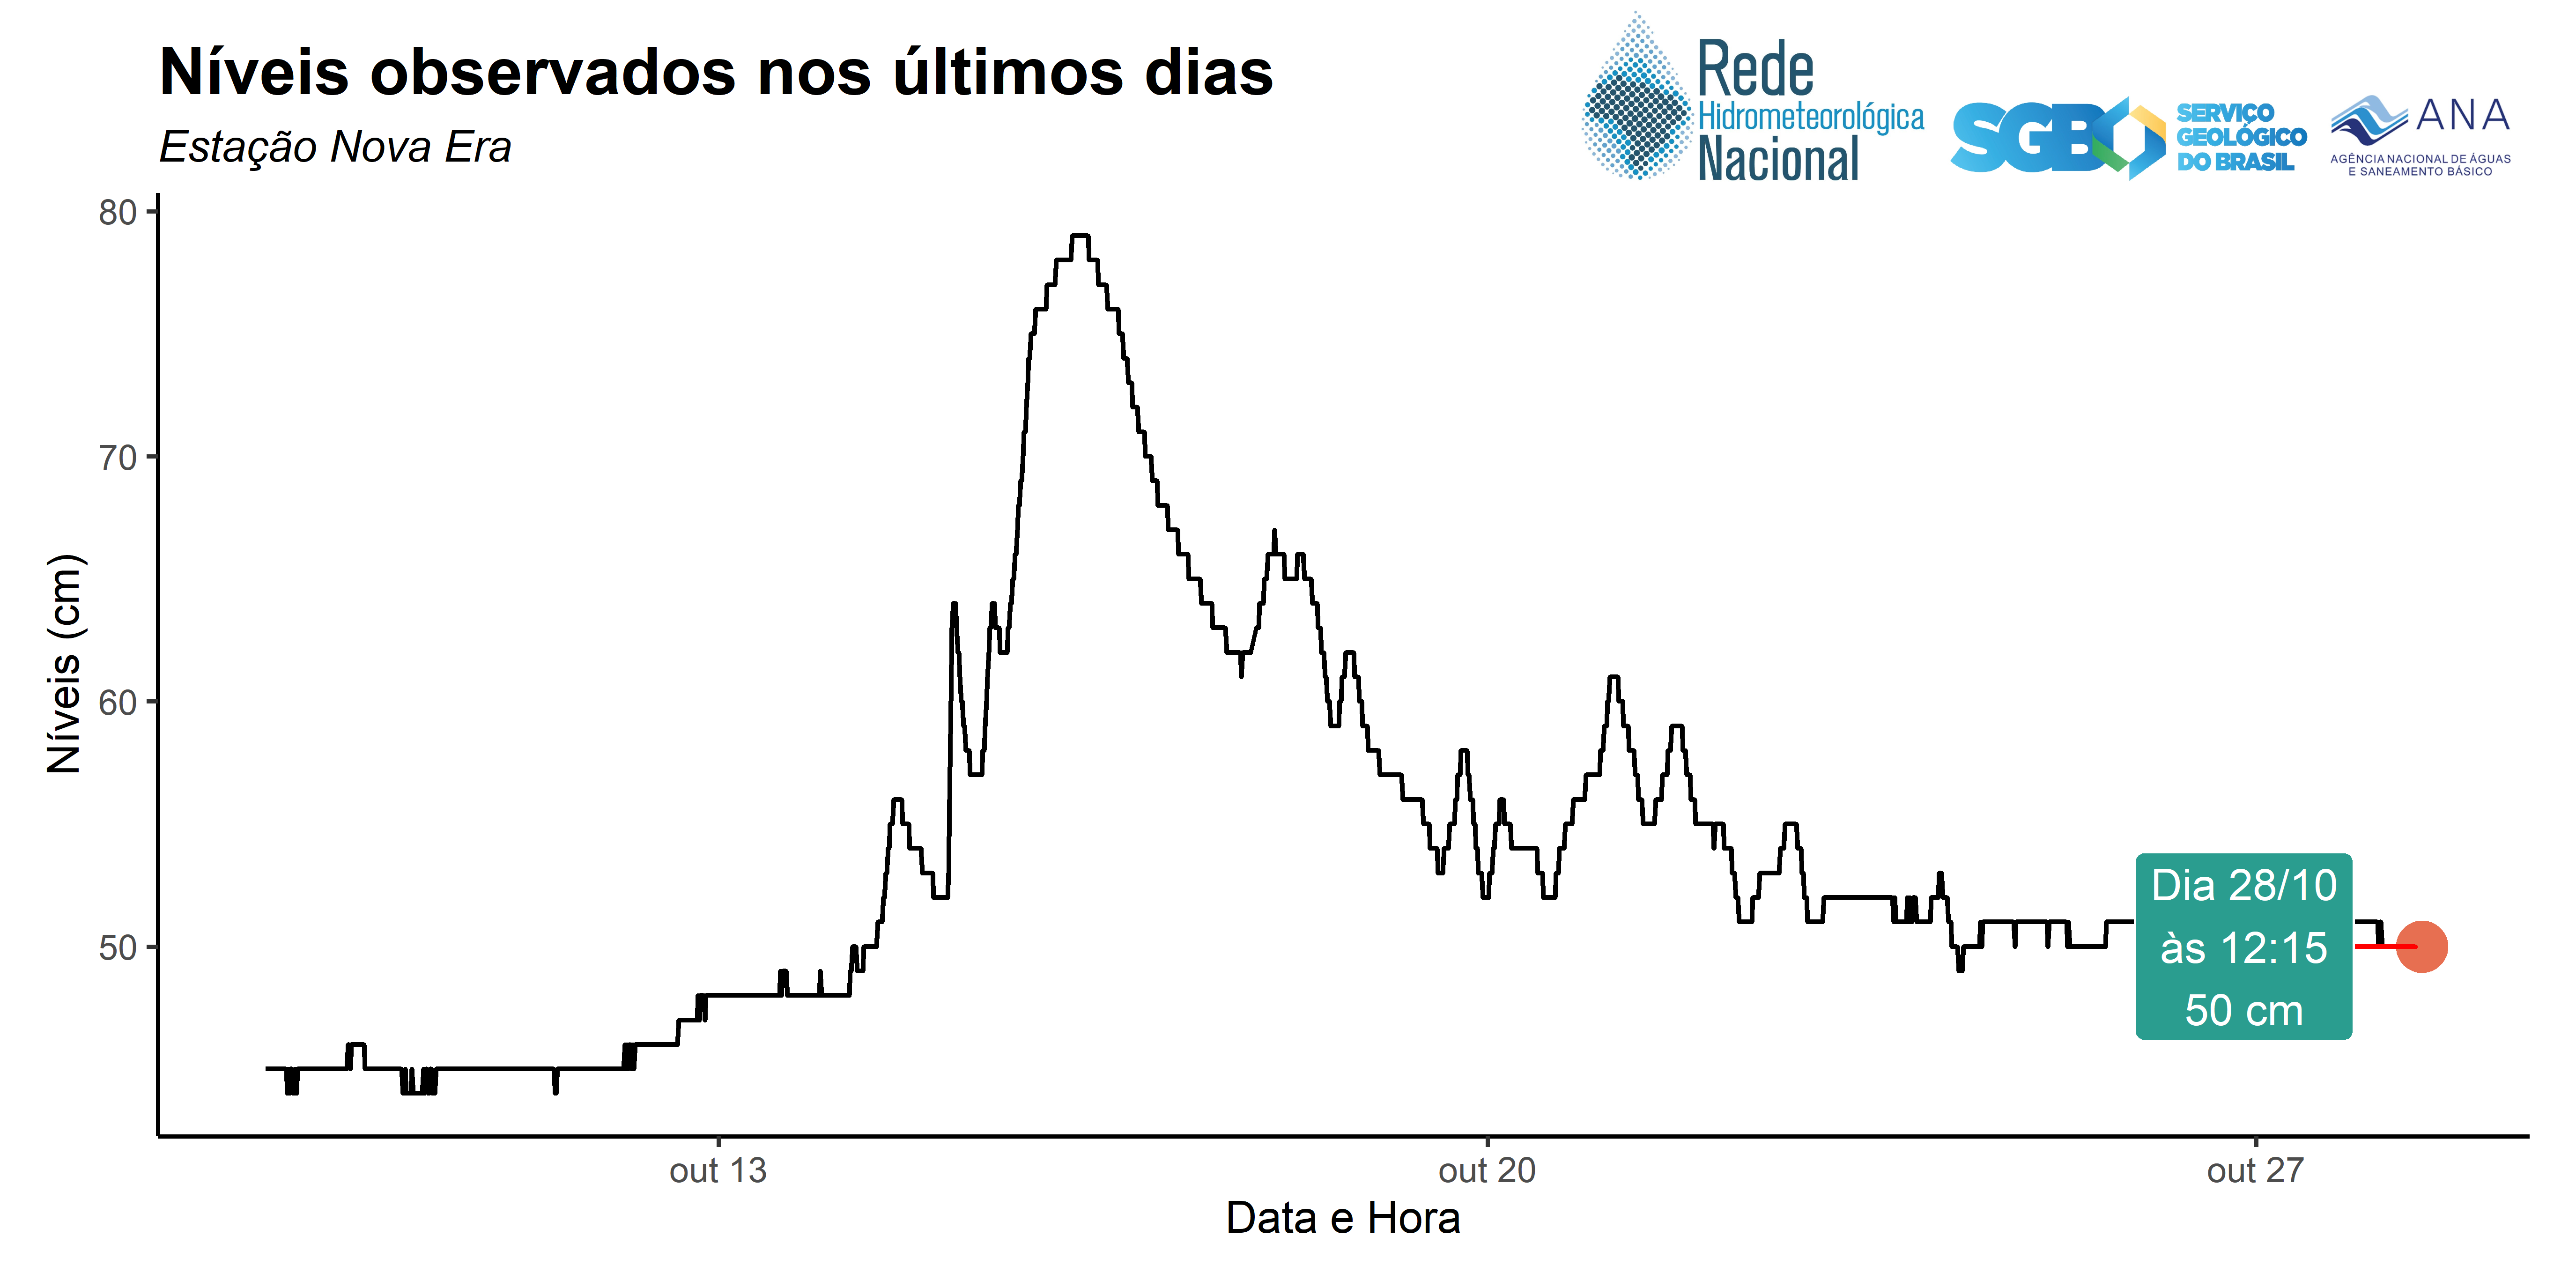 Níveis observados nos últimos dias
Estação Nova Era
Rede
Hidrometeorológica
Nacional
SGB
SERVIÇO
GEOLÓGICO
DO BRASIL
ANA
AGÊNCIA NACIONAL DE ÁGUAS
E SANEAMENTO BÁSICO
80
70
60
50
Níveis (cm)
Dia 28/10
às 12:15
50 cm
out 13
out 20
out 27
Data e Hora